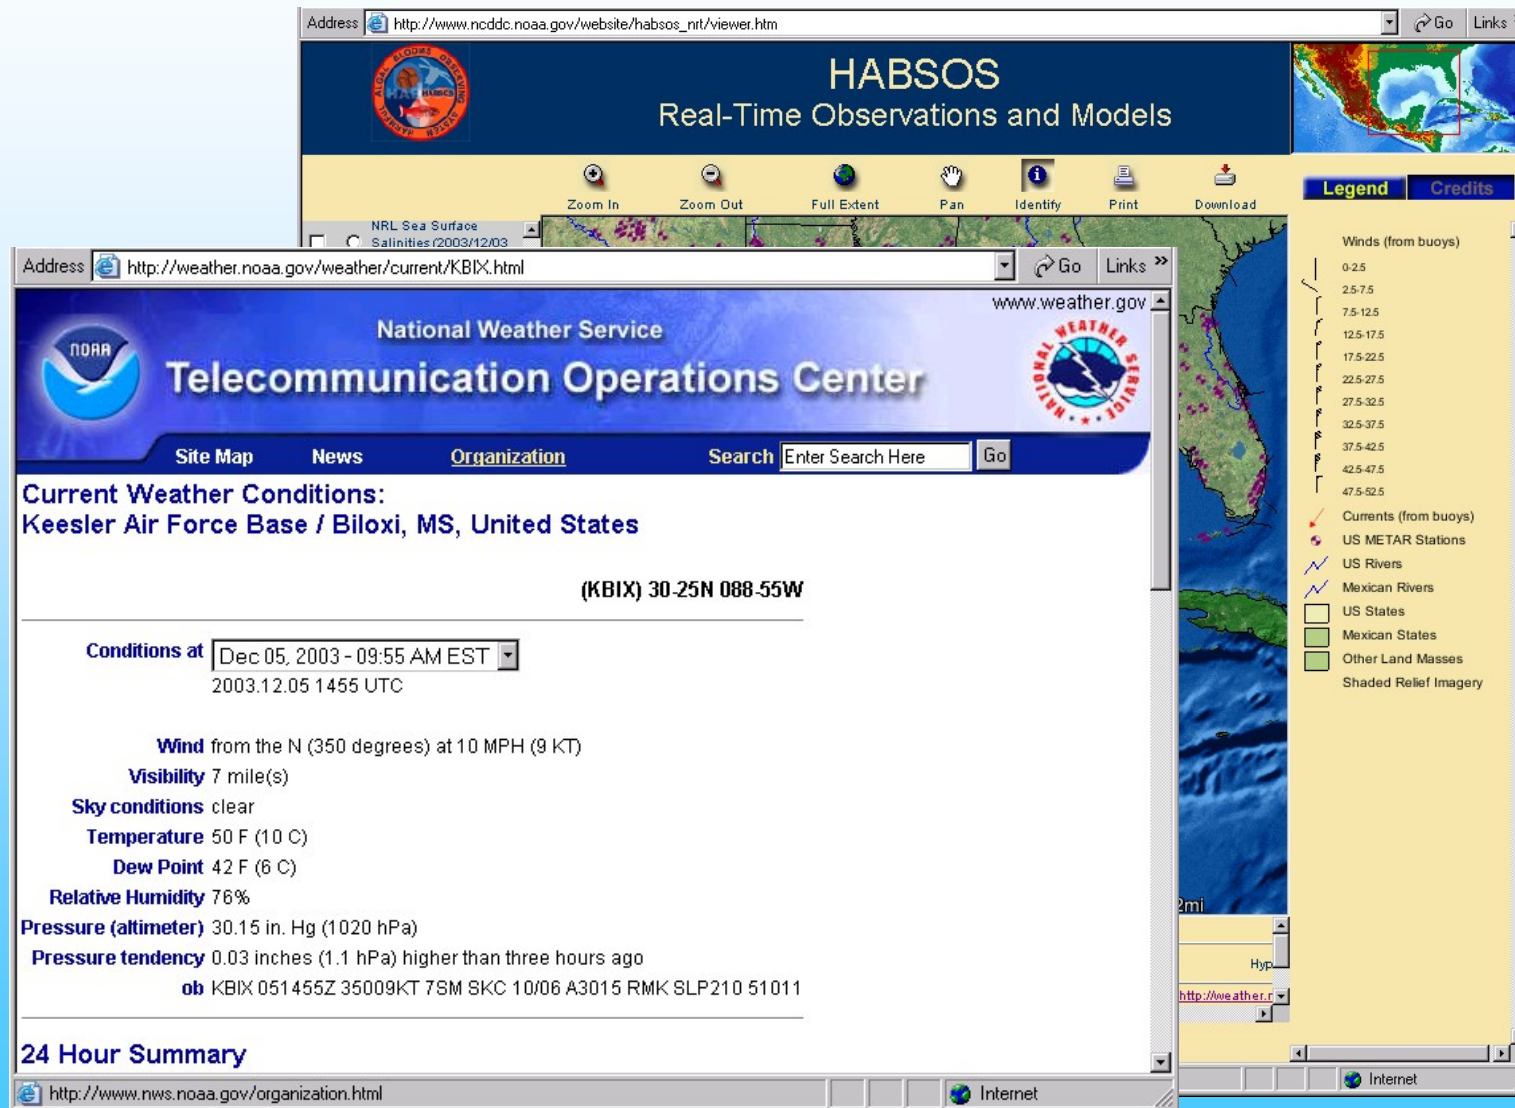 Address http://www.ncddc.noaa.gov/website/habsos_nrt/viewer.htm Go Links
HABSOS
Real-Time Observations and Models
Zoom In Zoom Out Full Extent Pan Identify Print Download
Legend Credits
NRL Sea Surface
Salinities (2003/12/03
Winds (from buoys)
0-2.5
2.5-7.5
7.5-12.5
12.5-17.5
17.5-22.5
22.5-27.5
27.5-32.5
32.5-37.5
37.5-42.5
42.5-47.5
47.5-52.5
Currents (from buoys)
US METAR Stations
US Rivers
Mexican Rivers
US States
Mexican States
Other Land Masses
Shaded Relief Imagery
2mi
Hyp
http://weather.r
Internet
Address http://weather.noaa.gov/weather/current/KBIX.html Go Links »
www.weather.gov
NOAA
National Weather Service
Telecommunication Operations Center
NATIONAL WEATHER SERVICE
Site Map News Organization Search Enter Search Here Go
Current Weather Conditions:
Keesler Air Force Base / Biloxi, MS, United States
(KBIX) 30-25N 088-55W
Conditions at Dec 05, 2003 - 09:55 AM EST
2003.12.05 1455 UTC
Wind from the N (350 degrees) at 10 MPH (9 KT)
Visibility 7 mile(s)
Sky conditions clear
Temperature 50 F (10 C)
Dew Point 42 F (6 C)
Relative Humidity 76%
Pressure (altimeter) 30.15 in. Hg (1020 hPa)
Pressure tendency 0.03 inches (1.1 hPa) higher than three hours ago
ob KBIX 051455Z 35009KT 7SM SKC 10/06 A3015 RMK SLP210 51011
24 Hour Summary
http://www.nws.noaa.gov/organization.html Internet